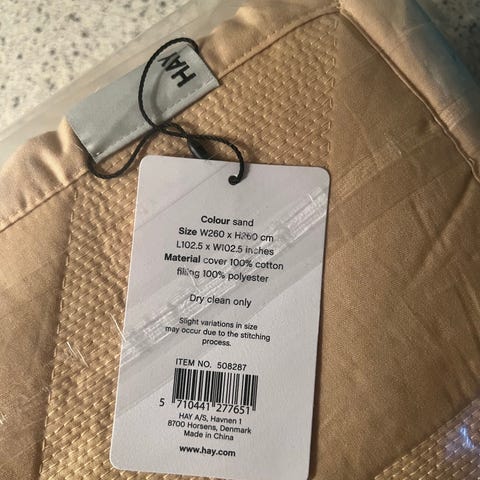 HAY
Colour sand
Size W260 x H260 cm
L102.5 x W102.5 inches
Material cover 100% cotton
filling 100% polyester
Dry clean only
Slight variations in size
may occur due to the stitching
process.
ITEM NO. 508287
5 710441 277651
HAY A/S, Havnen 1
8700 Horsens, Denmark
Made in China
www.hay.com